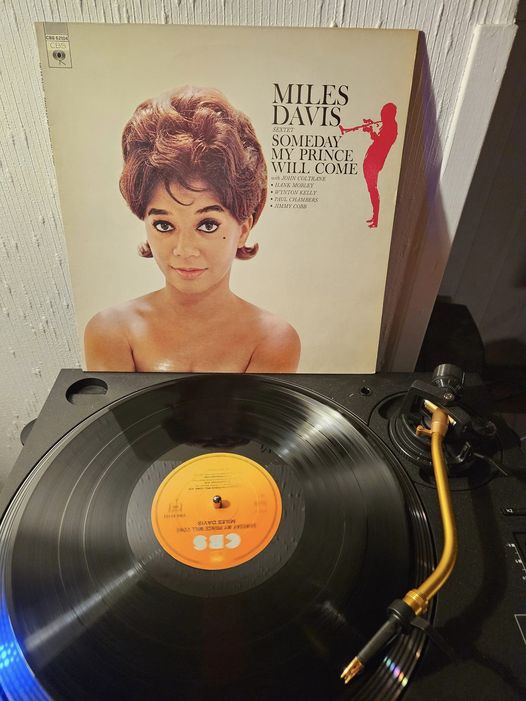 CBS 62104
CBS
MILES
DAVIS
SEXTET
SOMEDAY
MY PRINCE
WILL COME
with JOHN COLTRANE
• HANK MOBLEY
• WYNTON KELLY
• PAUL CHAMBERS
• JIMMY COBB
CBS
SOMEDAY MY PRINCE WILL COME
MILES DAVIS